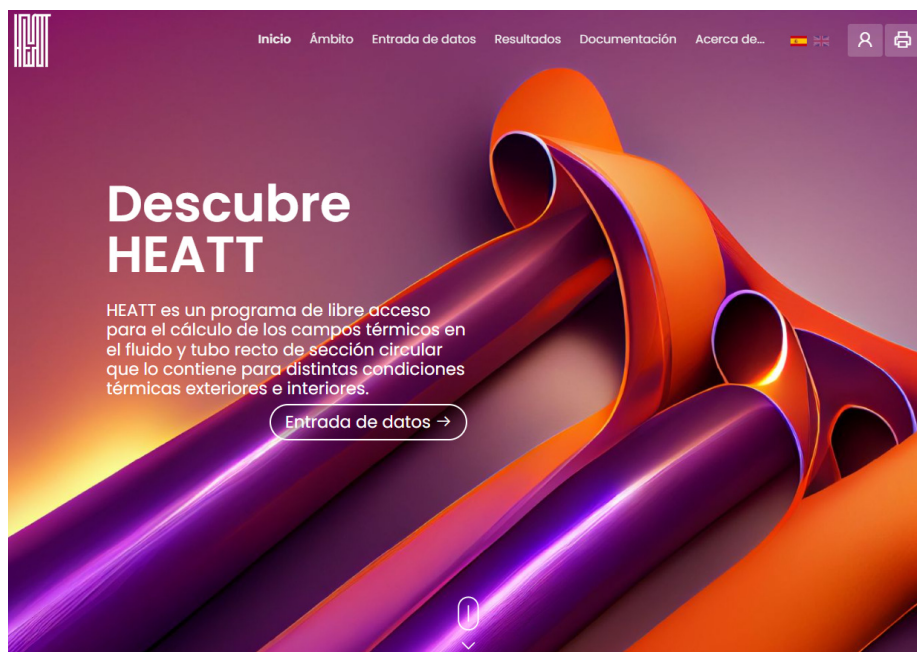 HEATT
Inicio Ámbito Entrada de datos Resultados Documentación Acerca de...
Descubre
HEATT
HEATT es un programa de libre acceso
para el cálculo de los campos térmicos en
el fluido y tubo recto de sección circular
que lo contiene para distintas condiciones
térmicas exteriores e interiores.
Entrada de datos →